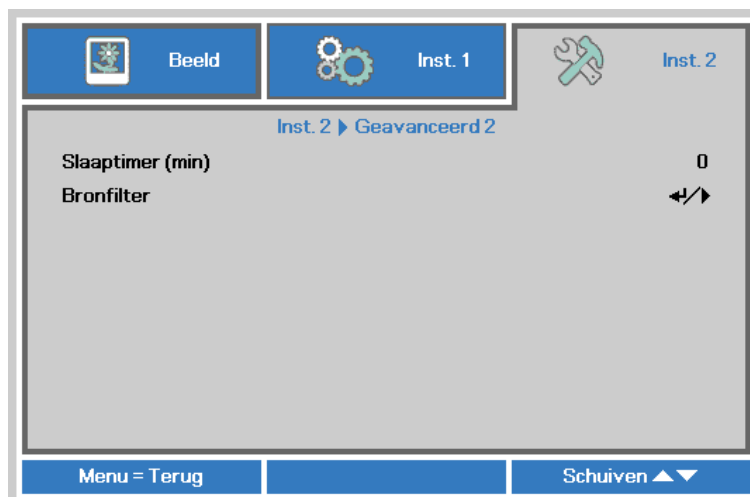 Beeld
Inst. 1
Inst. 2
Inst. 2 ▶ Geavanceerd 2
Slaaptimer (min) 0
Bronfilter ↵/▶
Menu = Terug
Schuiven ▲▼